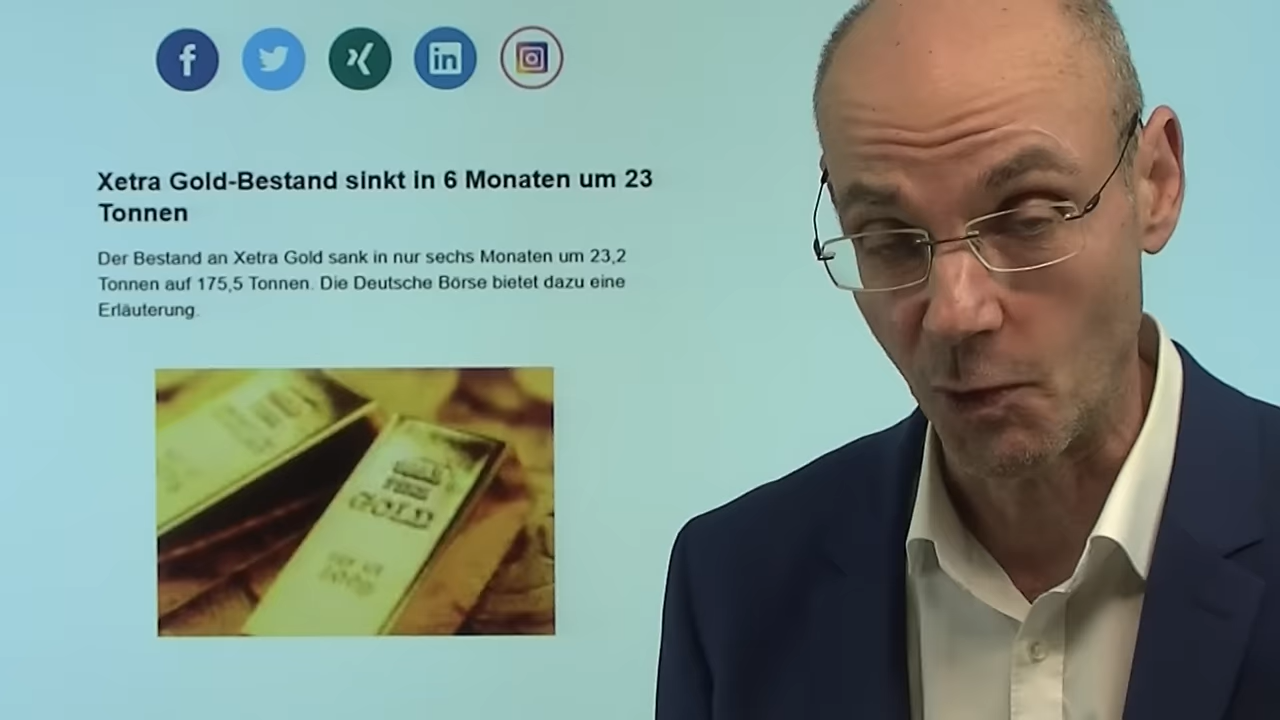 Xetra Gold-Bestand sinkt in 6 Monaten um 23
Tonnen
Der Bestand an Xetra Gold sank in nur sechs Monaten um 23,2
Tonnen auf 175,5 Tonnen. Die Deutsche Börse bietet dazu eine
Erläuterung.
GOLD